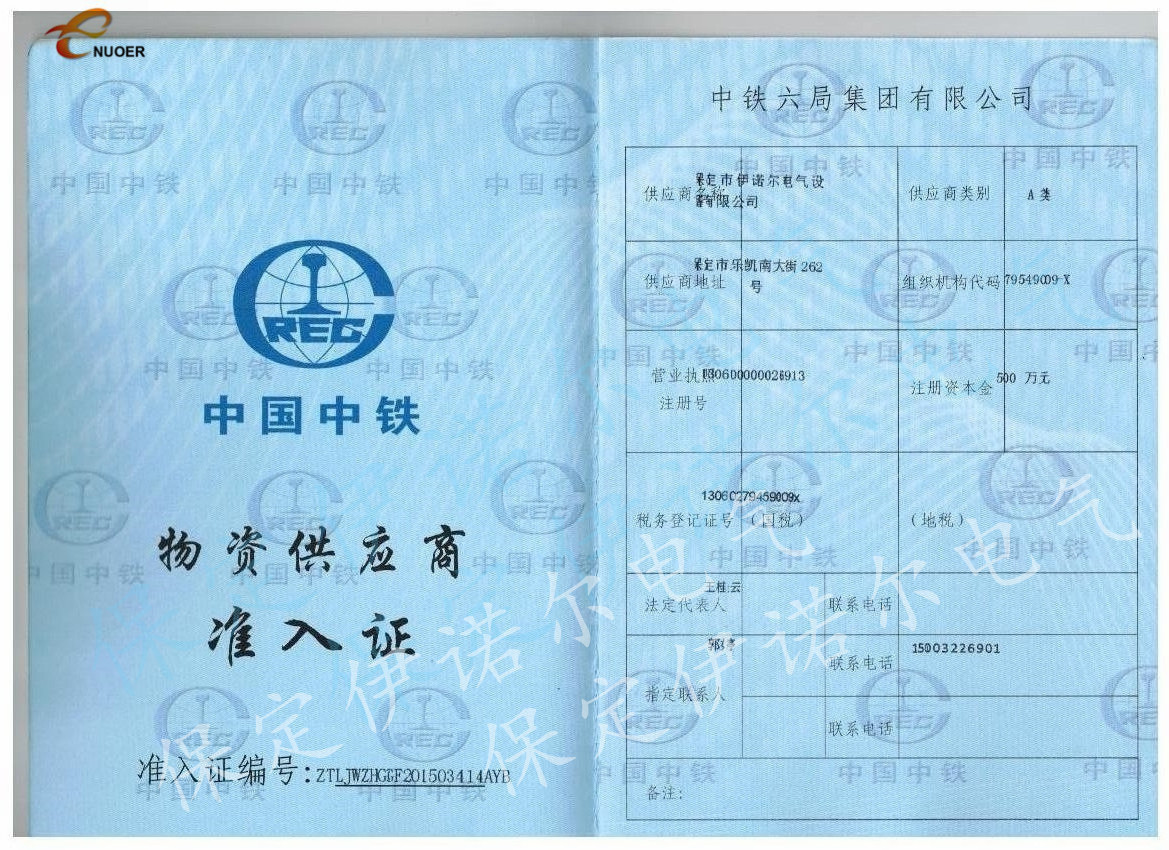 NUOER
CREC
中国中铁
物资供应商
准入证
准入证编号:ZTLJWZHGGF201503414AYB
中铁六局集团有限公司
供应商名称 保定市伊诺尔电气设
备有限公司
供应商类别 A 类
供应商地址 保定市乐凯南大街 262
号
组织机构代码 79549009-X
营业执照
注册号
130600000026913
注册资本金 500 万元
13060279459009x
税务登记证号 (国税)
(地税)
法定代表人 王桂云
联系电话
指定联系人
联系电话 15003226901
联系电话
备注:
保定伊诺尔电气
保定伊诺尔电气